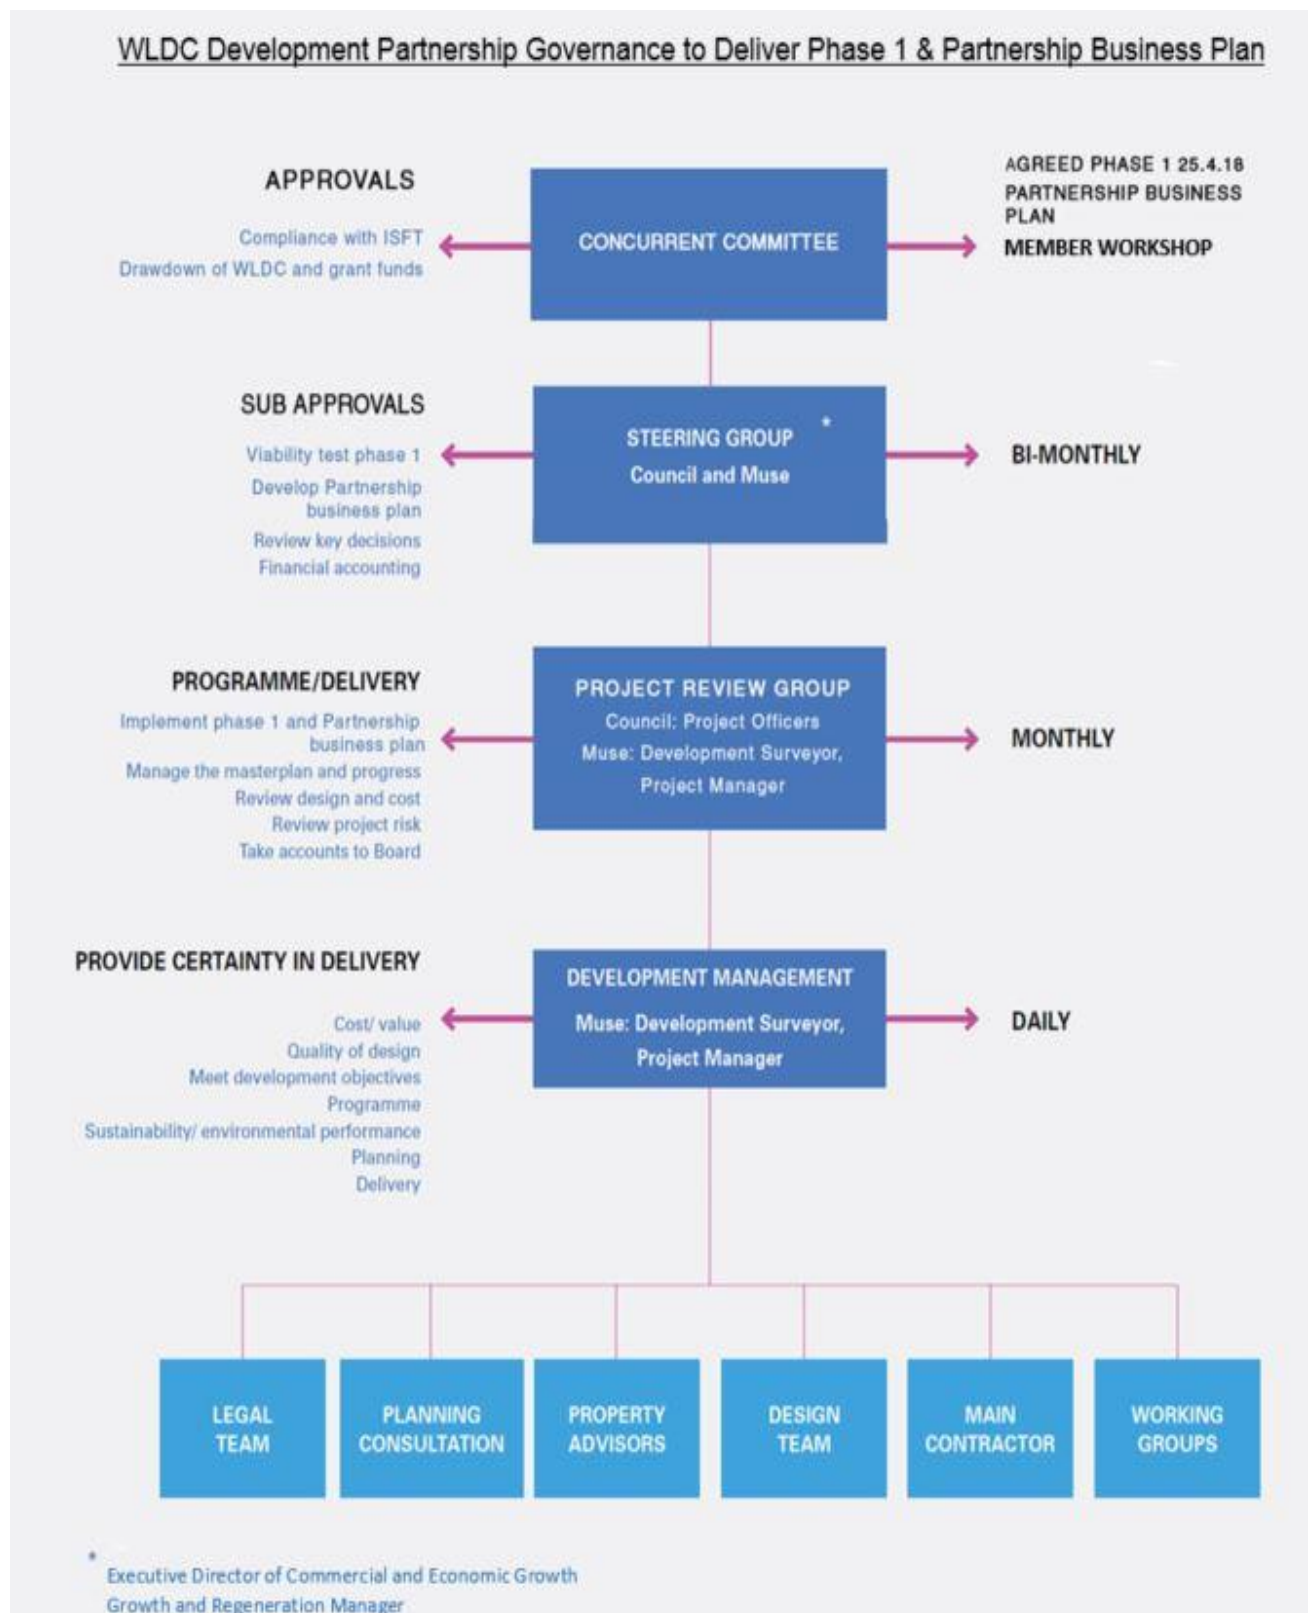 WLDC Development Partnership Governance to Deliver Phase 1 & Partnership Business Plan
APPROVALS
Compliance with ISFT
Drawdown of WLDC and grant funds
CONCURRENT COMMITTEE
AGREED PHASE 1 25.4.18
PARTNERSHIP BUSINESS
PLAN
MEMBER WORKSHOP
SUB APPROVALS
Viability test phase 1
Develop Partnership
business plan
Review key decisions
Financial accounting
STEERING GROUP *
Council and Muse
BI-MONTHLY
PROGRAMME/DELIVERY
Implement phase 1 and Partnership
business plan
Manage the masterplan and progress
Review design and cost
Review project risk
Take accounts to Board
PROJECT REVIEW GROUP
Council: Project Officers
Muse: Development Surveyor,
Project Manager
MONTHLY
PROVIDE CERTAINTY IN DELIVERY
Cost/ value
Quality of design
Meet development objectives
Programme
Sustainability/ environmental performance
Planning
Delivery
DEVELOPMENT MANAGEMENT
Muse: Development Surveyor,
Project Manager
DAILY
LEGAL
TEAM
PLANNING
CONSULTATION
PROPERTY
ADVISORS
DESIGN
TEAM
MAIN
CONTRACTOR
WORKING
GROUPS
*
Executive Director of Commercial and Economic Growth
Growth and Regeneration Manager